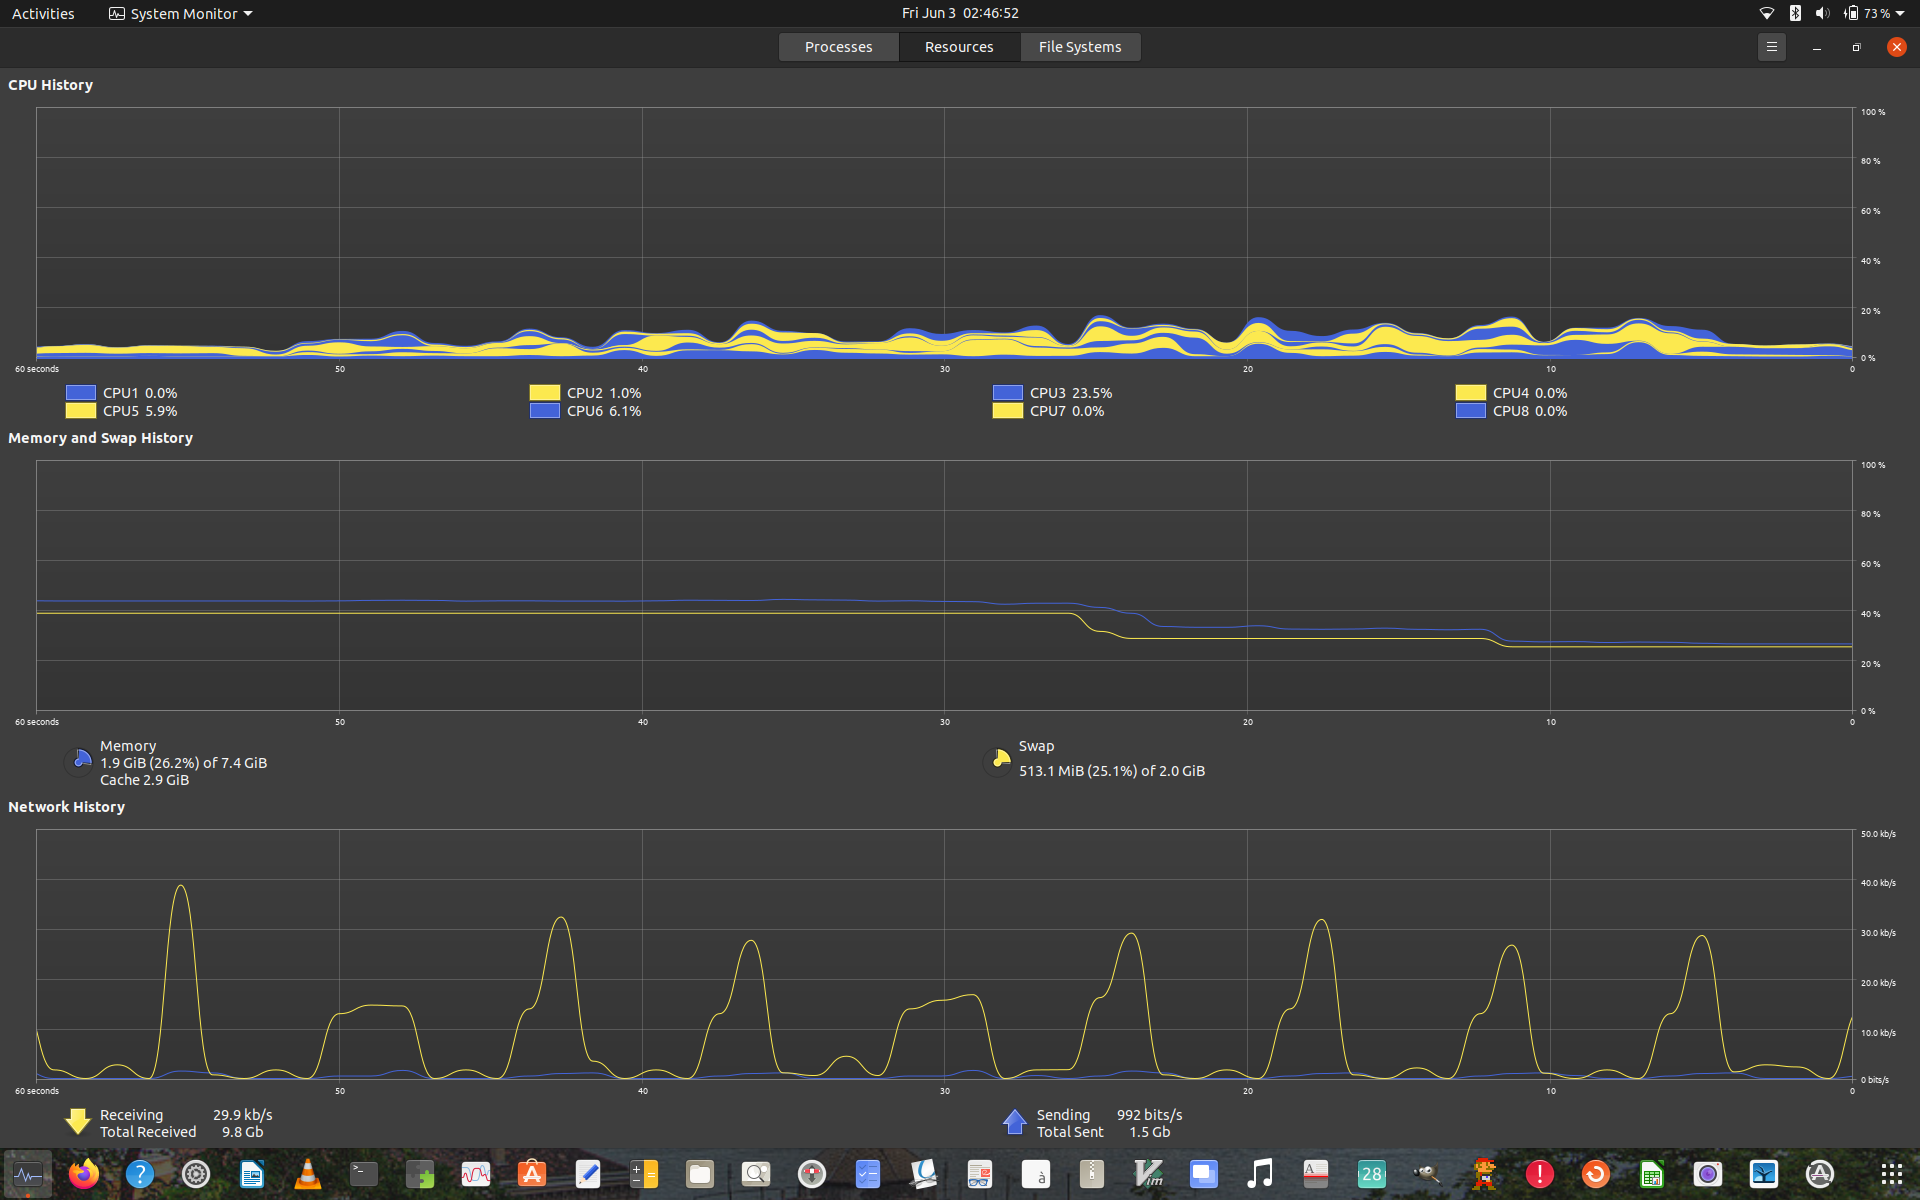 Activities System Monitor Fri Jun 3 02:46:52 73 %
Processes Resources File Systems
CPU History
100 %
80 %
60 %
40 %
20 %
0 %
60 seconds 50 40 30 20 10 0
CPU1 0.0% CPU2 1.0% CPU3 23.5% CPU4 0.0%
CPU5 5.9% CPU6 6.1% CPU7 0.0% CPU8 0.0%
Memory and Swap History
100 %
80 %
60 %
40 %
20 %
0 %
60 seconds 50 40 30 20 10 0
Memory Swap
1.9 GiB (26.2%) of 7.4 GiB 513.1 MiB (25.1%) of 2.0 GiB
Cache 2.9 GiB
Network History
50.0 kb/s
40.0 kb/s
30.0 kb/s
20.0 kb/s
10.0 kb/s
0 bits/s
60 seconds 50 40 30 20 10 0
Receiving 29.9 kb/s Sending 992 bits/s
Total Received 9.8 Gb Total Sent 1.5 Gb
? >_ à Vim A 28 !